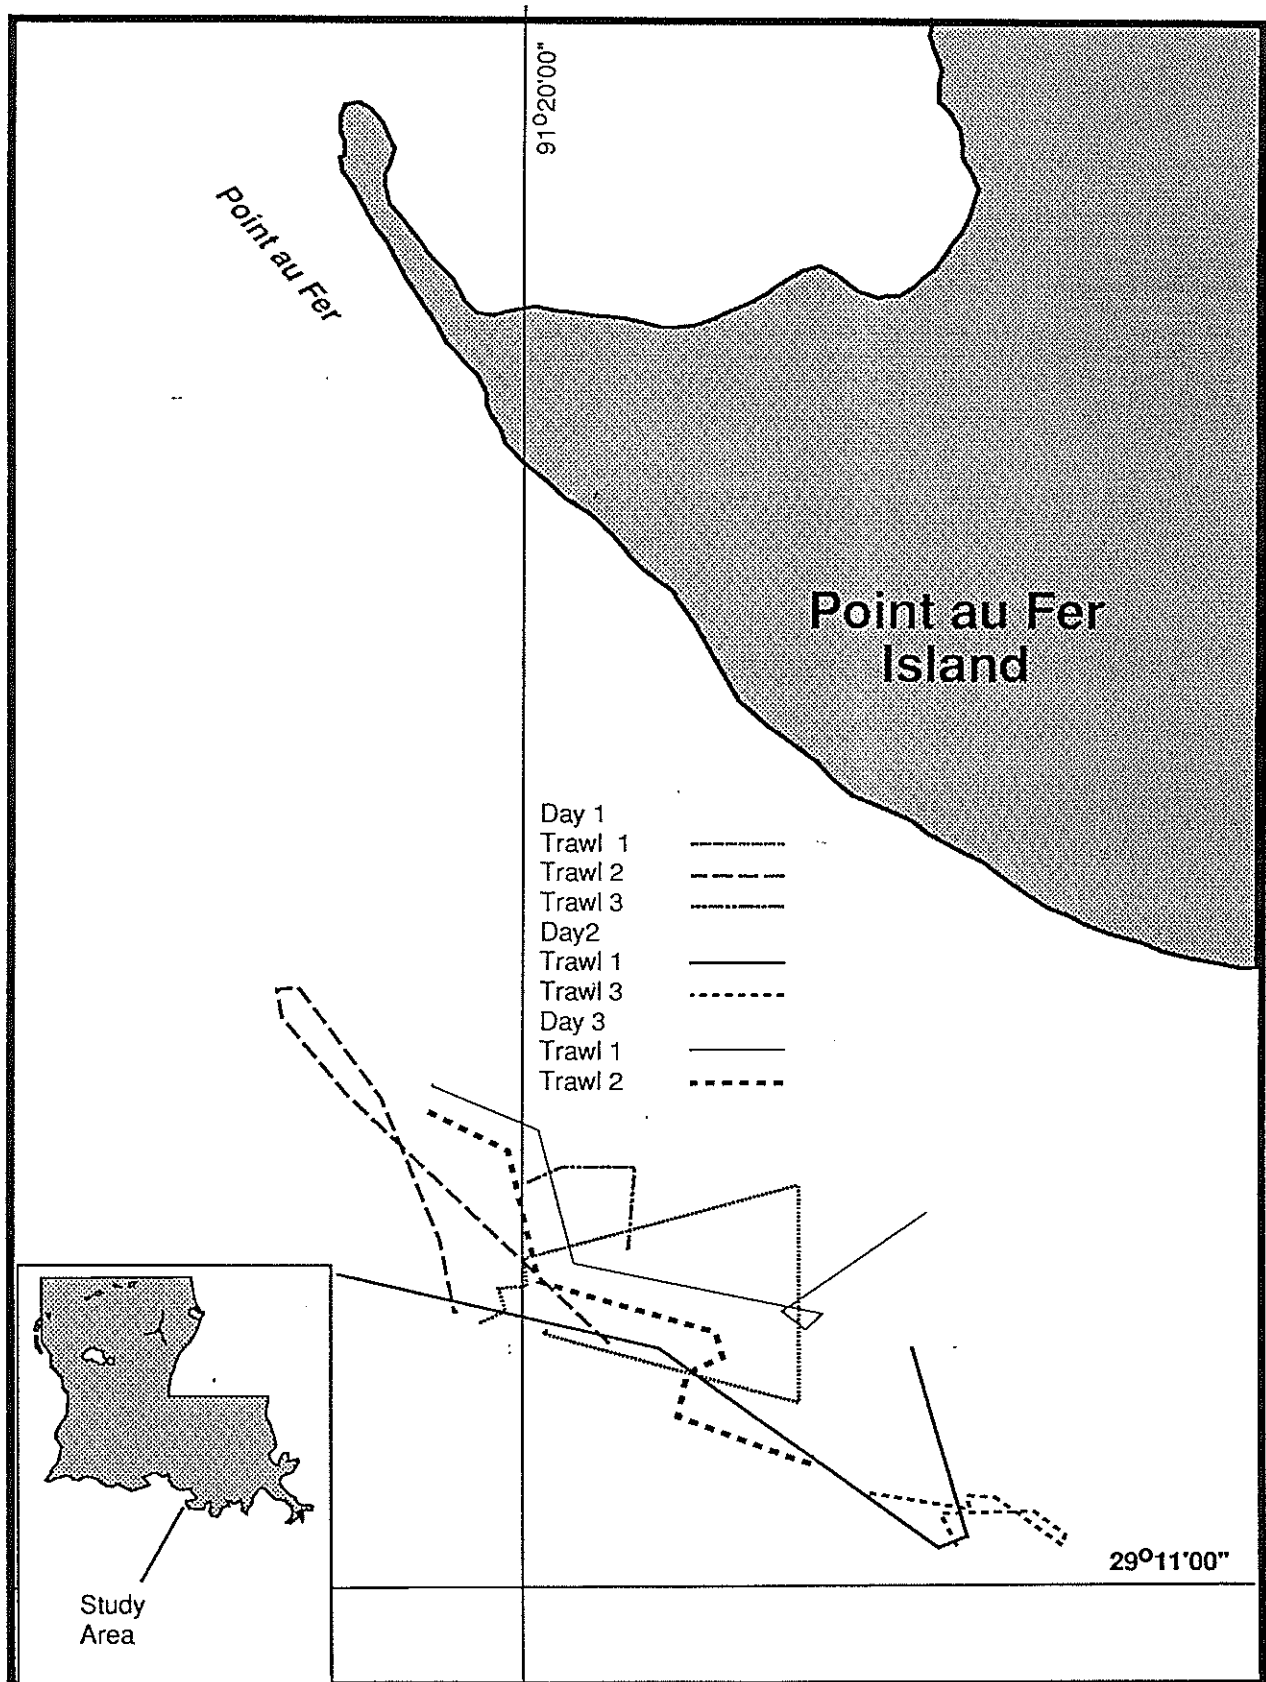 91°20'00"
Point au Fer
Point au Fer
Island
Day 1
Trawl 1
Trawl 2
Trawl 3
Day2
Trawl 1
Trawl 3
Day 3
Trawl 1
Trawl 2
29°11'00"
Study
Area